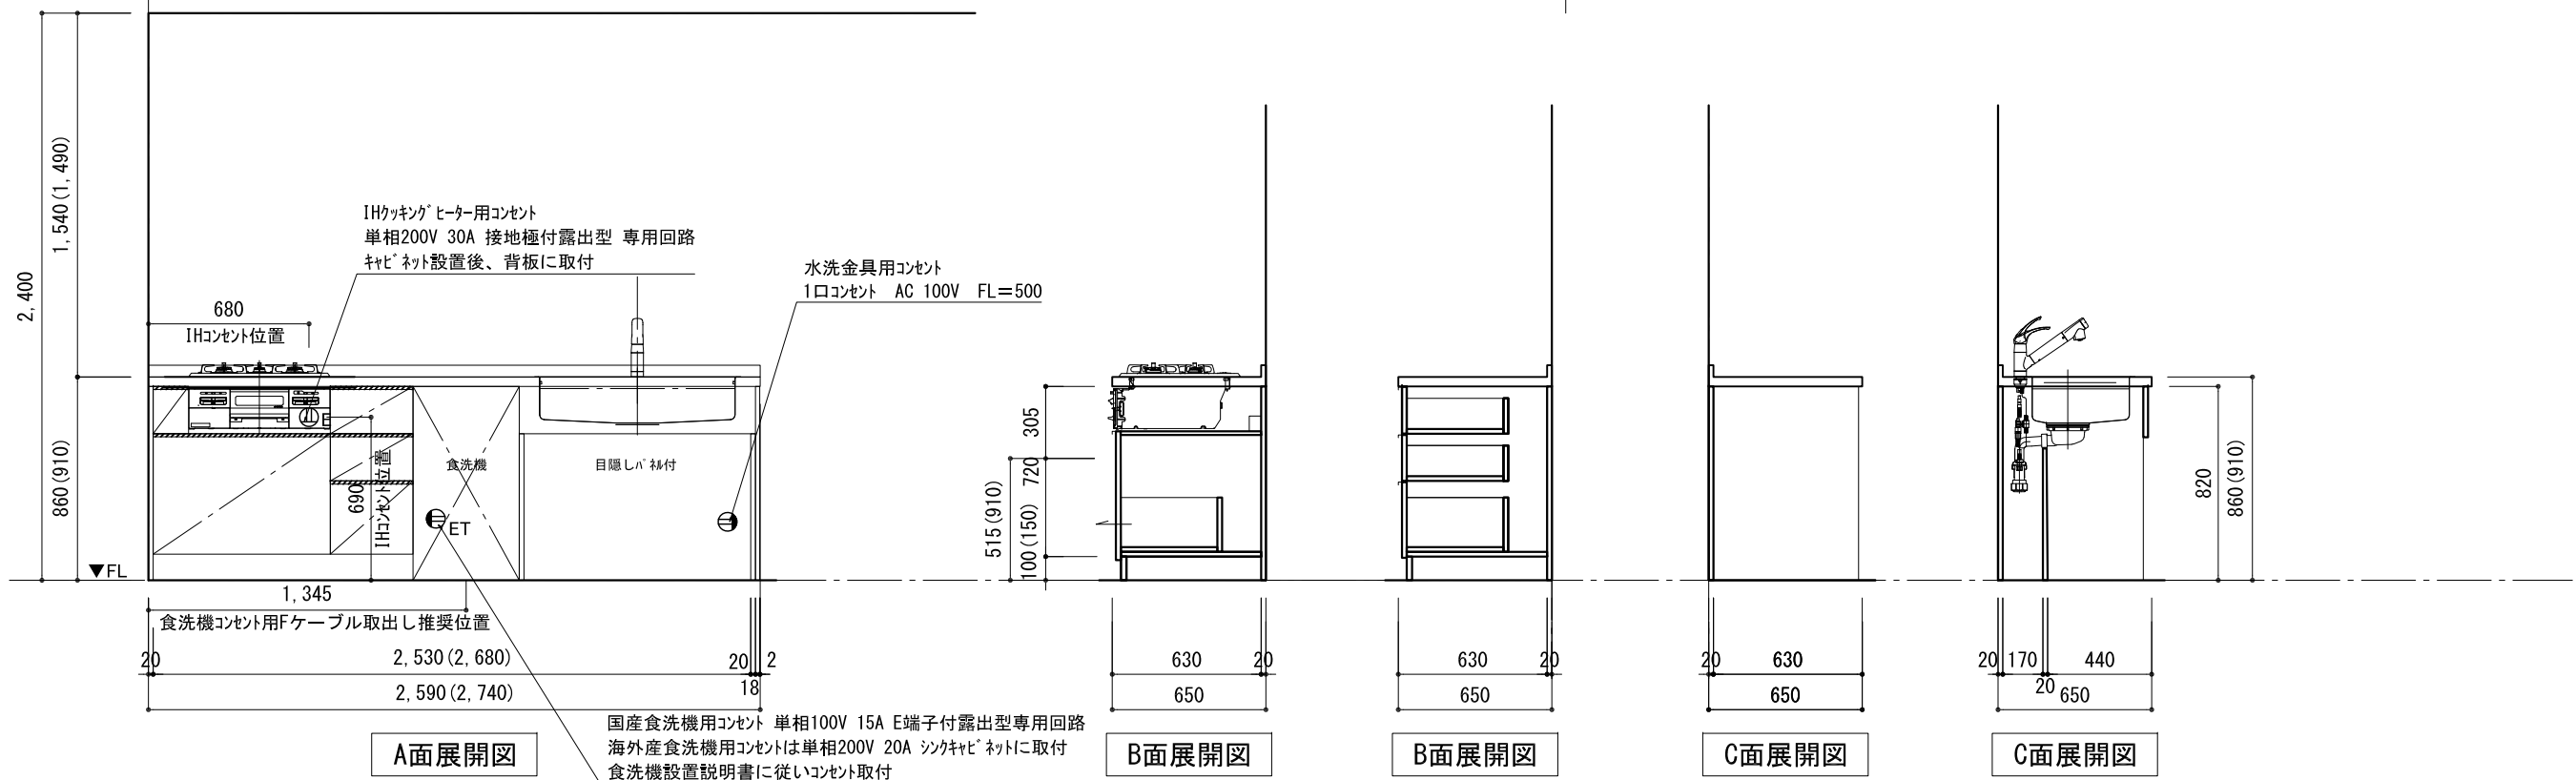 2,400
1,540(1,490)
860(910)
IHｸｯｷﾝｸﾞﾋｰﾀｰ用ｺﾝｾﾝﾄ
単相200V 30A 接地極付露出型 専用回路
ｷｬﾋﾞﾈｯﾄ設置後、背板に取付
水洗金具用ｺﾝｾﾝﾄ
1口ｺﾝｾﾝﾄ AC 100V FL＝500
680
IHｺﾝｾﾝﾄ位置
690
IHｺﾝｾﾝﾄ位置
食洗機
目隠しﾊﾟﾈﾙ付
ET
▼FL
1,345
食洗機ｺﾝｾﾝﾄ用Fケーブル取出し推奨位置
20
2,530(2,680)
20
2
18
2,590(2,740)
国産食洗機用ｺﾝｾﾝﾄ 単相100V 15A E端子付露出型専用回路
海外産食洗機用ｺﾝｾﾝﾄは単相200V 20A ｼﾝｸｷｬﾋﾞﾈｯﾄに取付
食洗機設置説明書に従いｺﾝｾﾝﾄ取付
A面展開図
305
720
100(150)
515(910)
630
20
650
B面展開図
630
20
650
B面展開図
20
630
650
C面展開図
820
860(910)
20
170
440
20
650
C面展開図